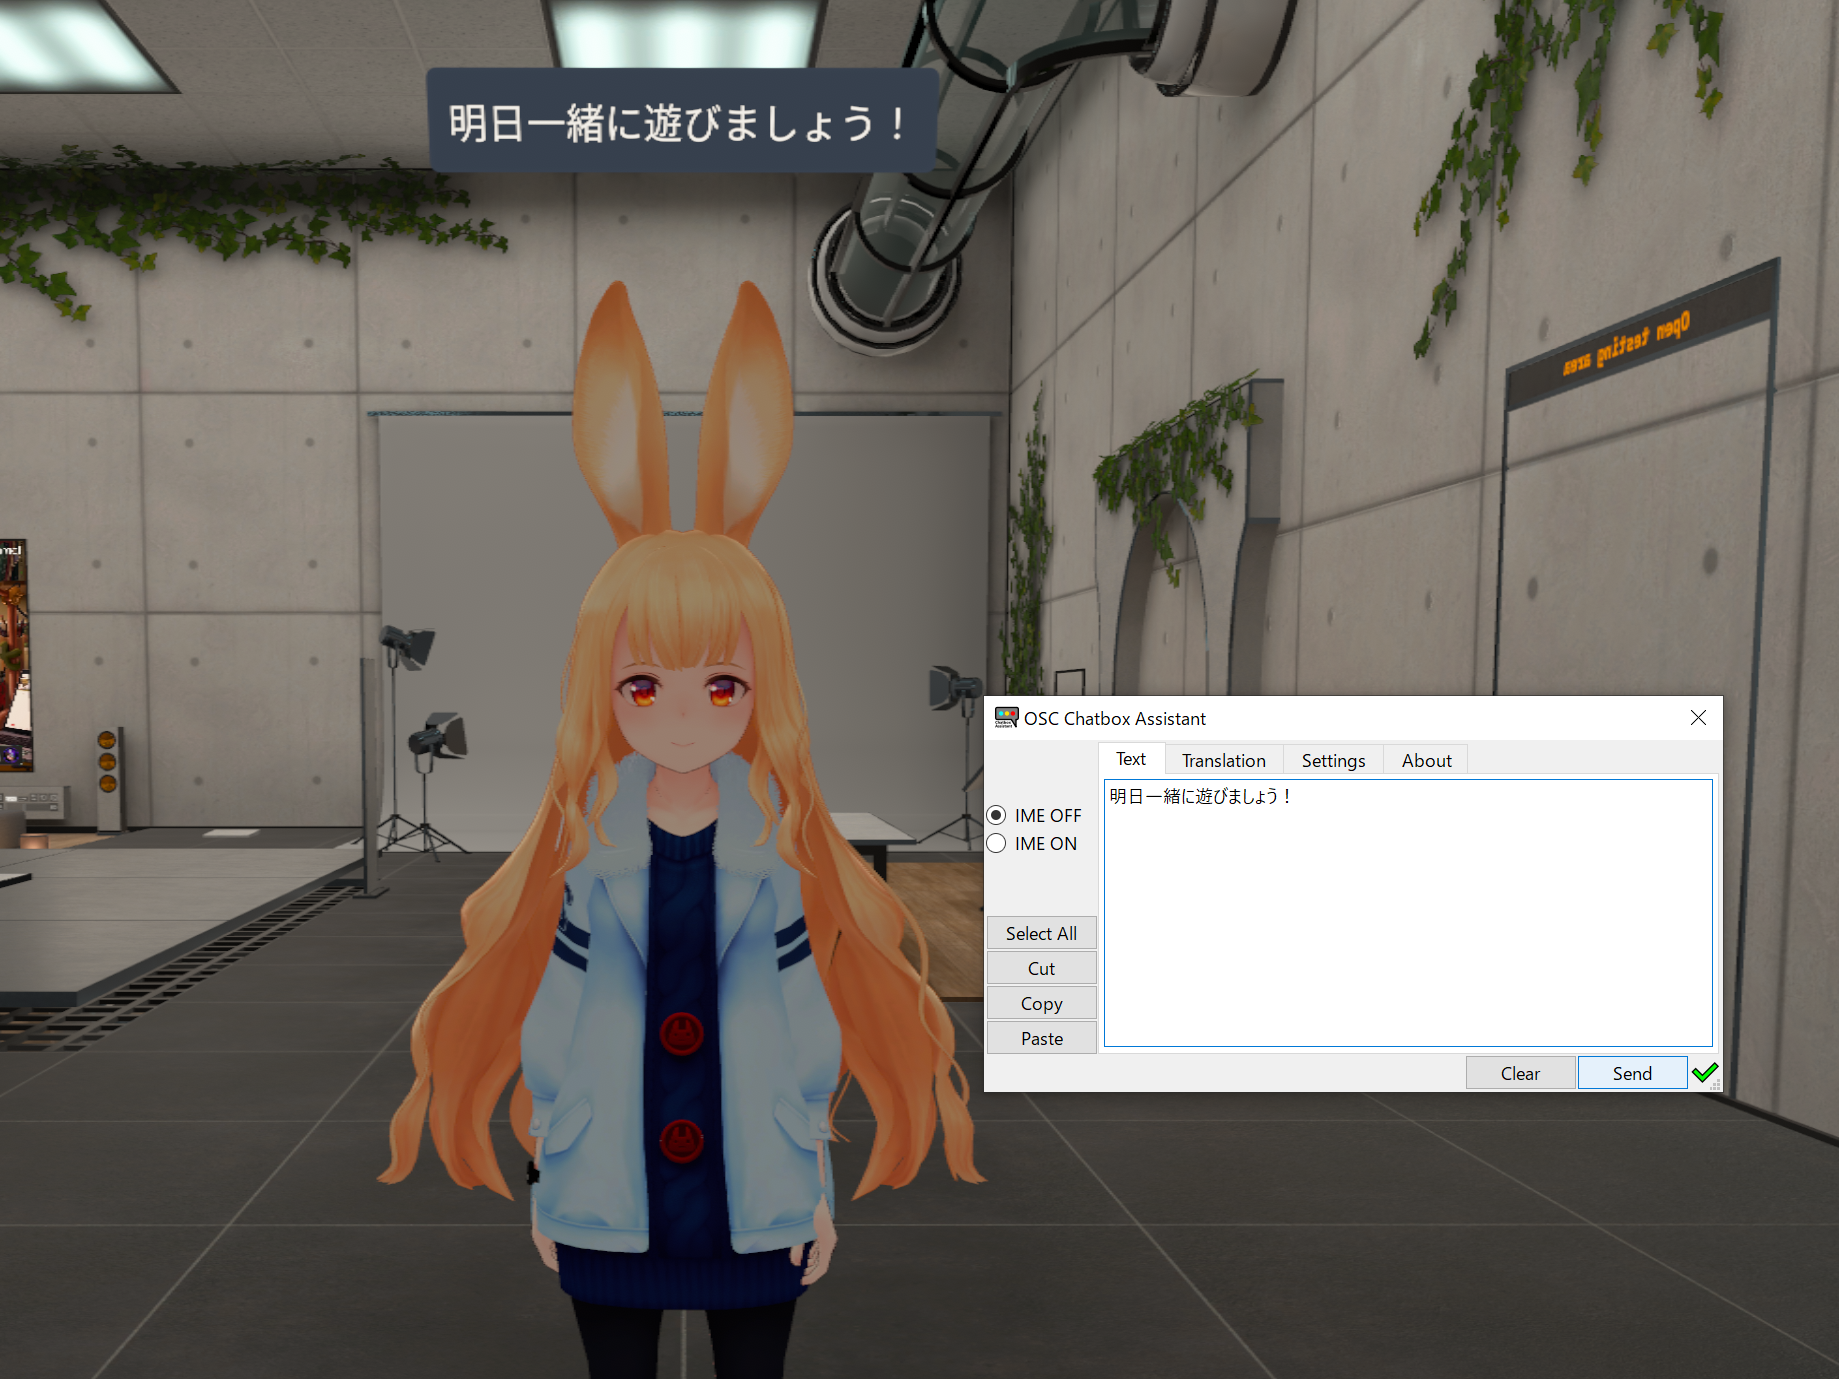 明日一緒に遊びましょう！
Open testing area
OSC Chatbox Assistant
Text Translation Settings About
明日一緒に遊びましょう！
IME OFF
IME ON
Select All
Cut
Copy
Paste
Clear Send